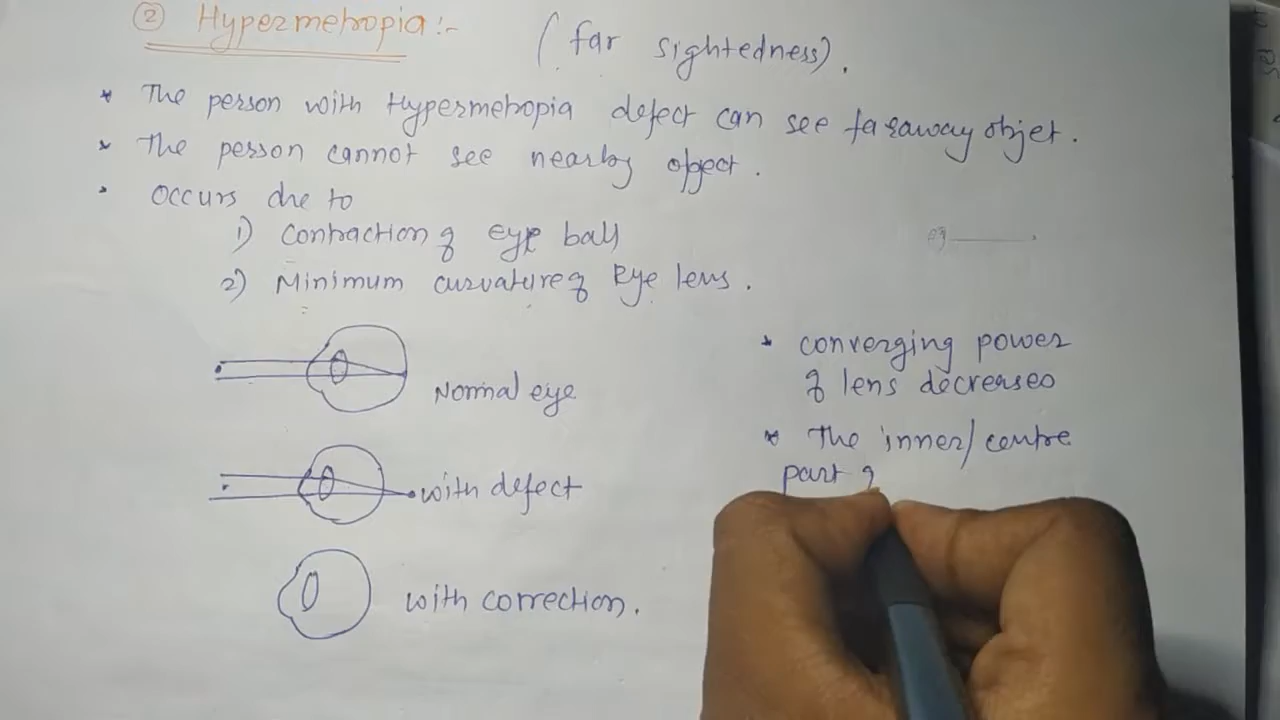 ② Hypermetropia :- (far sightedness).
* The person with Hypermetropia defect can see faraway objet.
* The person cannot see nearby object.
* Occurs due to
1) Contraction of eye ball
2) Minimum curvature of Eye lens.
Normal eye
with defect
with correction.
* converging power
of lens decreases
* The inner/centre
part of